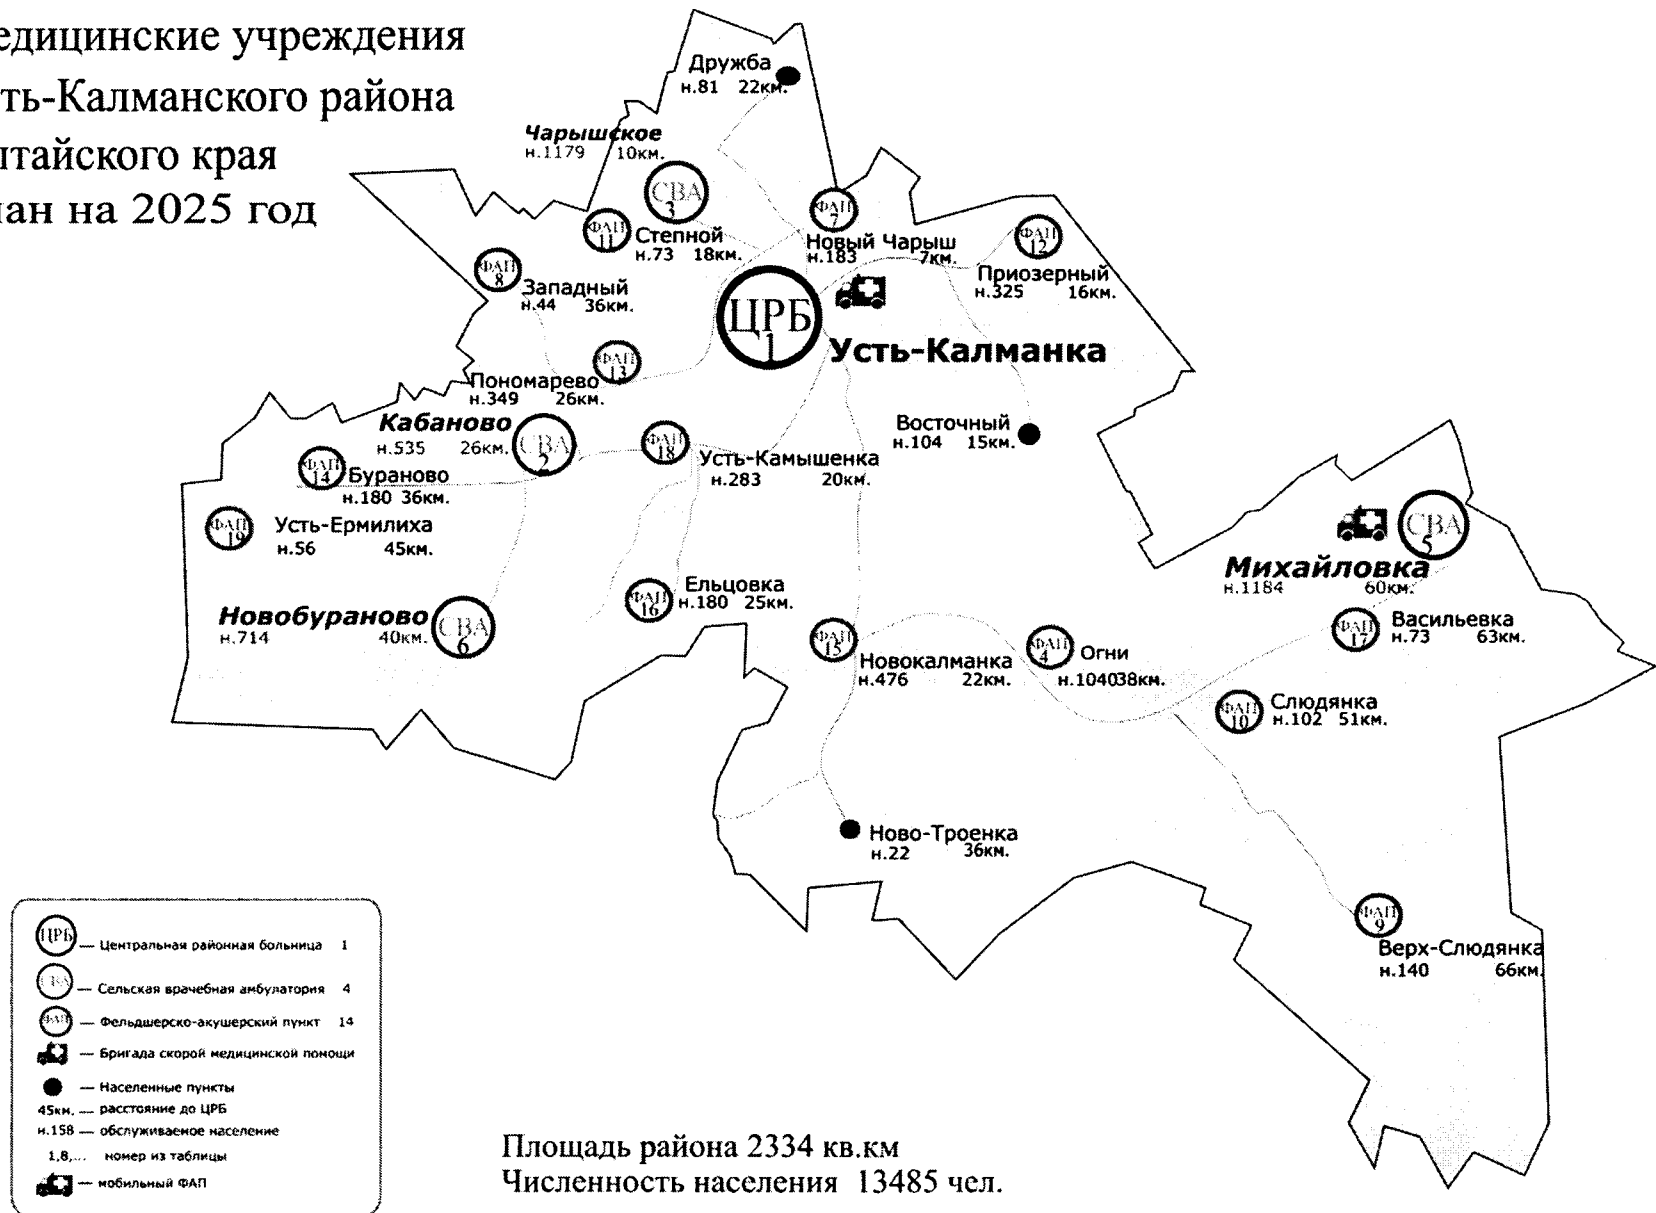 едицинские учреждения
ть-Калманского района
лтайского края
лан на 2025 год
Дружба
н.81 22км.
Чарышское
н.1179 10км.
СВА
3
ФАП
7
ФАП
11
Степной
н.73 18км.
Новый Чарыш
н.183 7км.
ФАП
12
Приозерный
н.325 16км.
ФАП
8
Западный
н.44 36км.
ЦРБ
1
Усть-Калманка
ФАП
13
Пономарево
н.349 26км.
Кабаново
н.535 26км.
СВА
2
ФАП
18
Усть-Камышенка
н.283 20км.
Восточный
н.104 15км.
ФАП
14
Бураново
н.180 36км.
ФАП
19
Усть-Ермилиха
н.56 45км.
СВА
5
Михайловка
н.1184 60км.
Новобураново
н.714 40км.
СВА
6
ФАП
16
Ельцовка
н.180 25км.
ФАП
15
Новокалманка
н.476 22км.
ФАП
4
Огни
н.104038км.
ФАП
17
Васильевка
н.73 63км.
ФАП
10
Слюдянка
н.102 51км.
Ново-Троенка
н.22 36км.
ФАП
9
Верх-Слюдянка
н.140 66км.
ЦРБ — Центральная районная больница 1
СВА — Сельская врачебная амбулатория 4
ФАП — Фельдшерско-акушерский пункт 14
— Бригада скорой медицинской помощи
— Населенные пункты
45км. — расстояние до ЦРБ
н.158 — обслуживаемое население
1,8,... номер из таблицы
— мобильный ФАП
Площадь района 2334 кв.км
Численность населения 13485 чел.